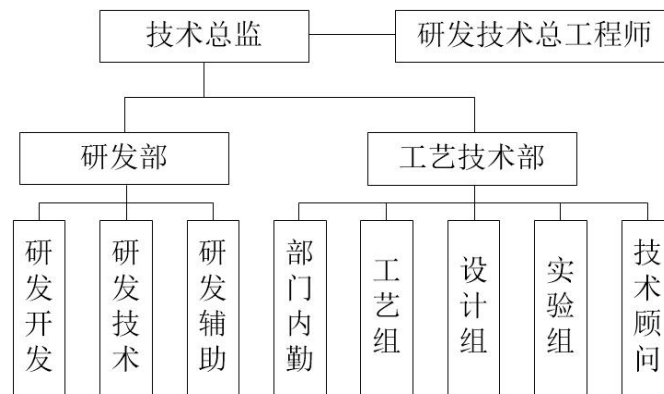 技术总监
研发技术总工程师
研发部
工艺技术部
研发开发
研发技术
研发辅助
部门内勤
工艺组
设计组
实验组
技术顾问